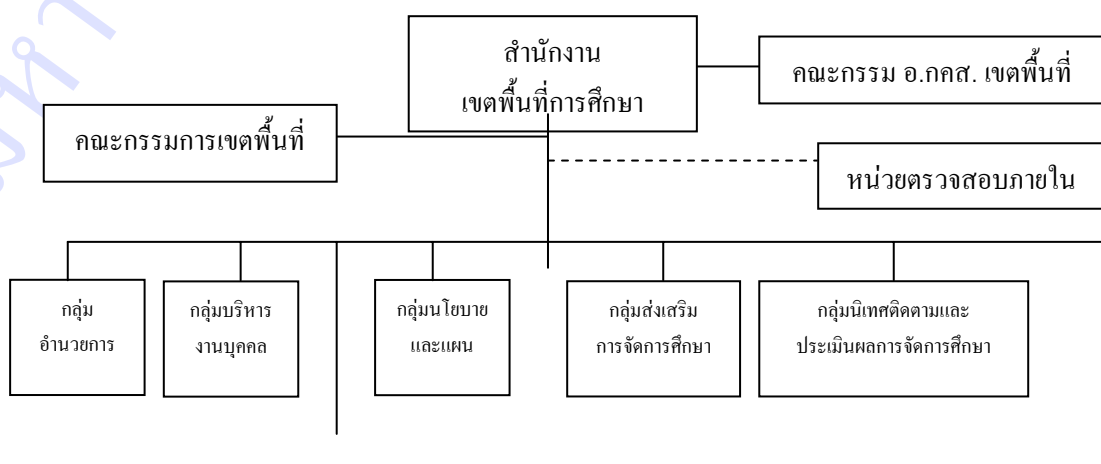 สำนักงาน
เขตพื้นที่การศึกษา
คณะกรรม อ.กคส. เขตพื้นที่
คณะกรรมการเขตพื้นที่
หน่วยตรวจสอบภายใน
กลุ่ม
อำนวยการ
กลุ่มบริหาร
งานบุคคล
กลุ่มนโยบาย
และแผน
กลุ่มส่งเสริม
การจัดการศึกษา
กลุ่มนิเทศติดตามและ
ประเมินผลการจัดการศึกษา